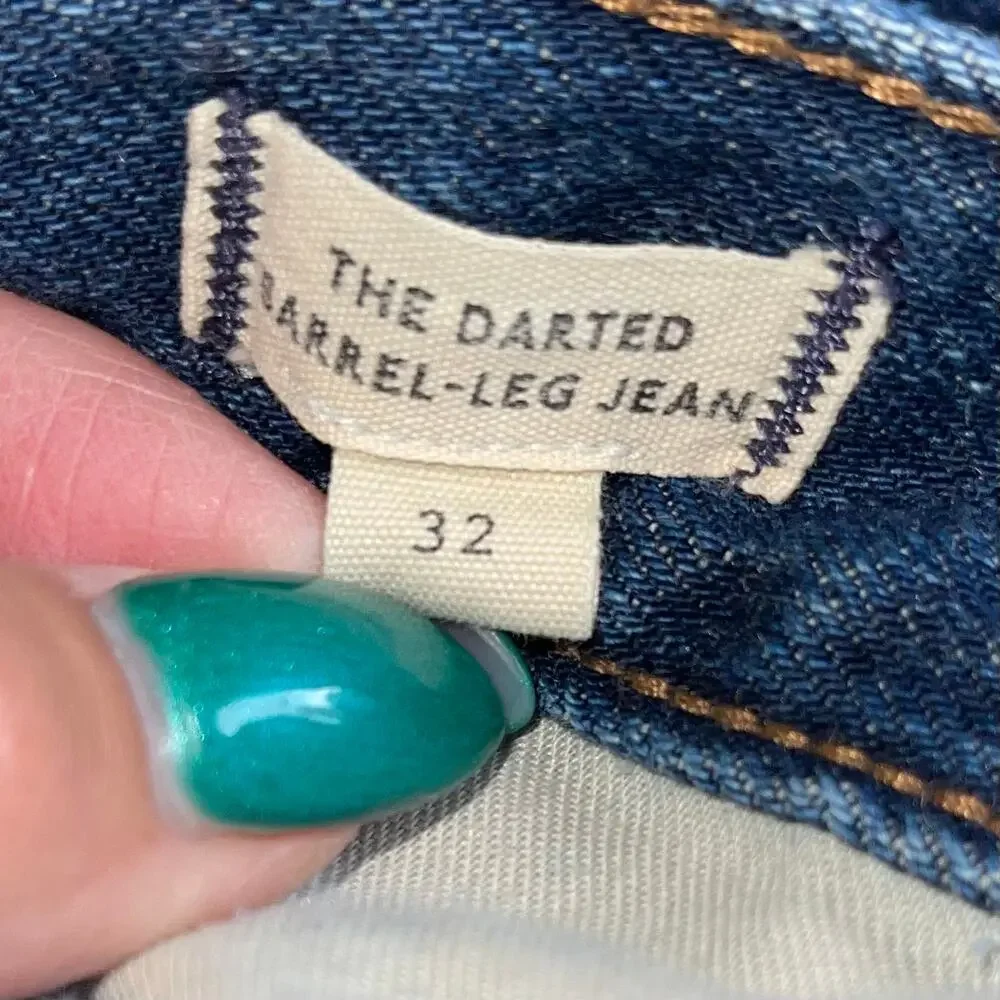 THE DARTED
BARREL-LEG JEAN
32